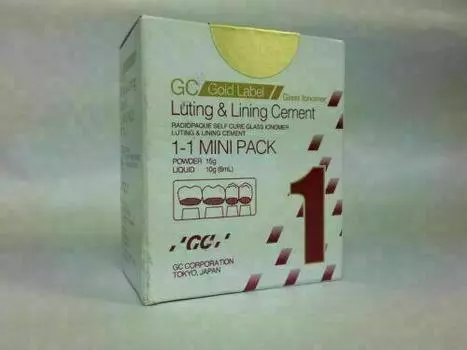 GC Gold Label
Glass Ionomer
Luting & Lining Cement
RADIOPAQUE SELF CURE GLASS IONOMER
LUTING & LINING CEMENT
1-1 MINI PACK
POWDER 15g
LIQUID 10g (8mL)
1
'GC.'
GC CORPORATION
TOKYO, JAPAN